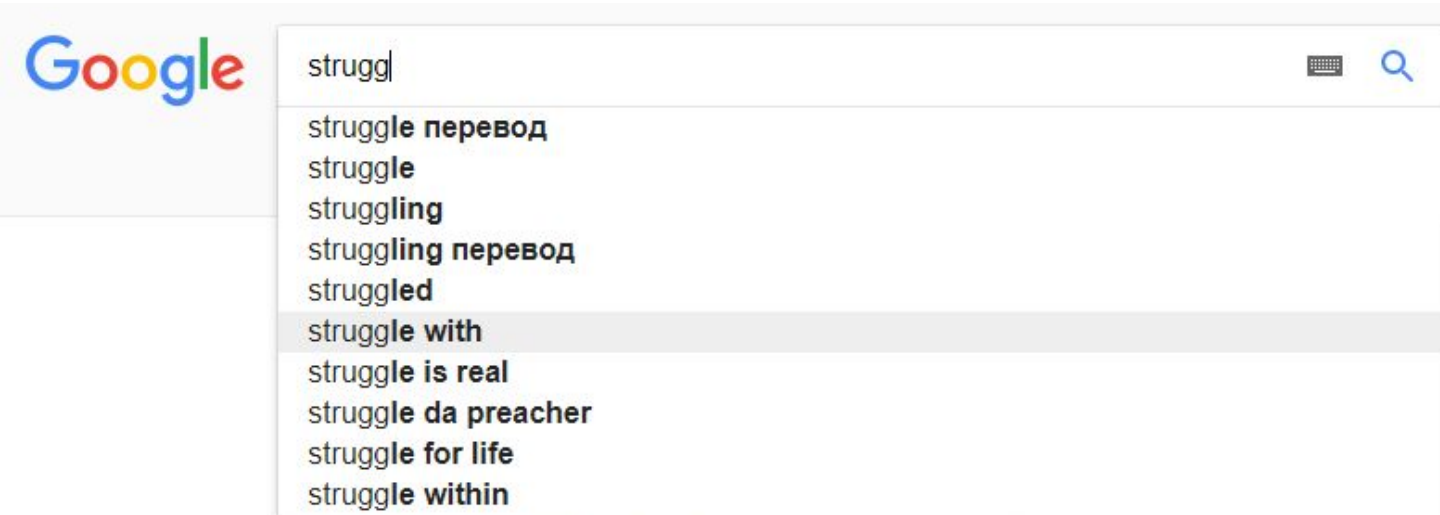 Google
strugg
struggle перевод
struggle
struggling
struggling перевод
struggled
struggle with
struggle is real
struggle da preacher
struggle for life
struggle within